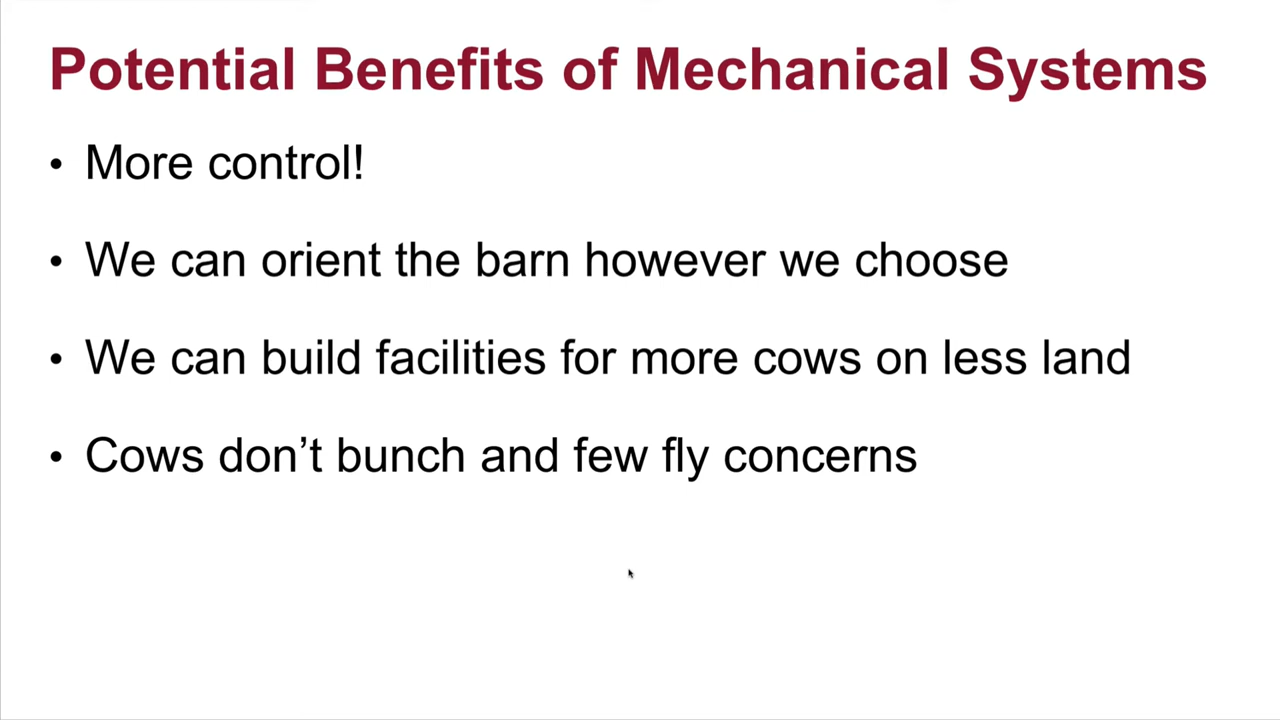 Potential Benefits of Mechanical Systems
• More control!
• We can orient the barn however we choose
• We can build facilities for more cows on less land
• Cows don’t bunch and few fly concerns